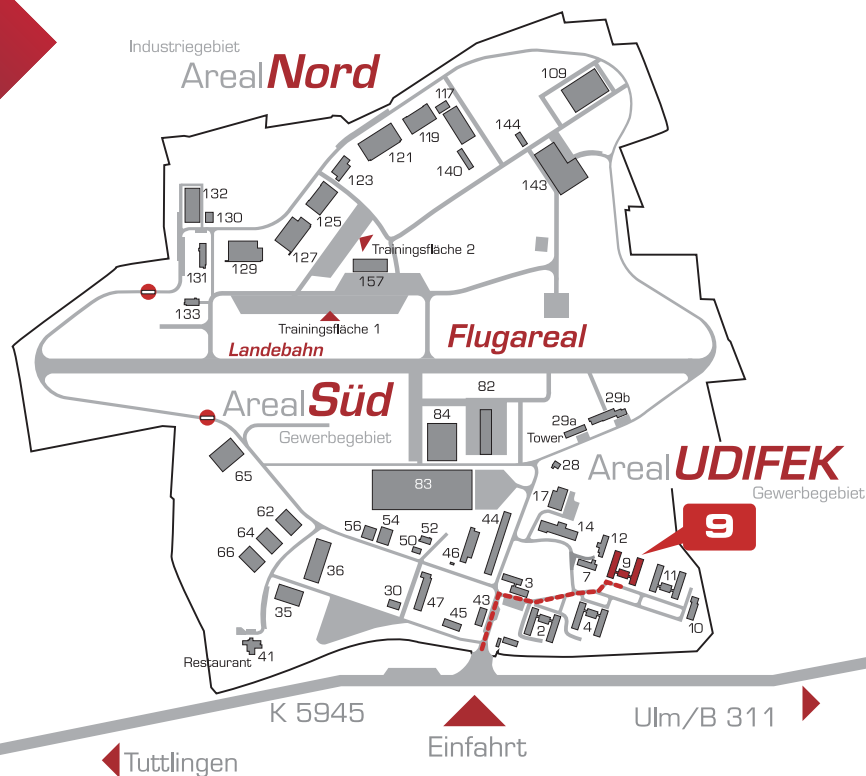 Industriegebiet
Areal Nord
109
117
119
144
121
140
143
123
132
125
130
127
Trainingsfläche 2
129
131
157
133
Trainingsfläche 1
Landebahn
Flugareal
Areal Süd
Gewerbegebiet
82
84
29b
29a
Tower
28
Areal UDIFEK
Gewerbegebiet
65
83
17
62
56
54
52
44
14
12
9
64
50
66
46
7
9
11
36
3
35
30
47
43
45
2
4
10
Restaurant
41
K 5945
Ulm/B 311
Einfahrt
Tuttlingen